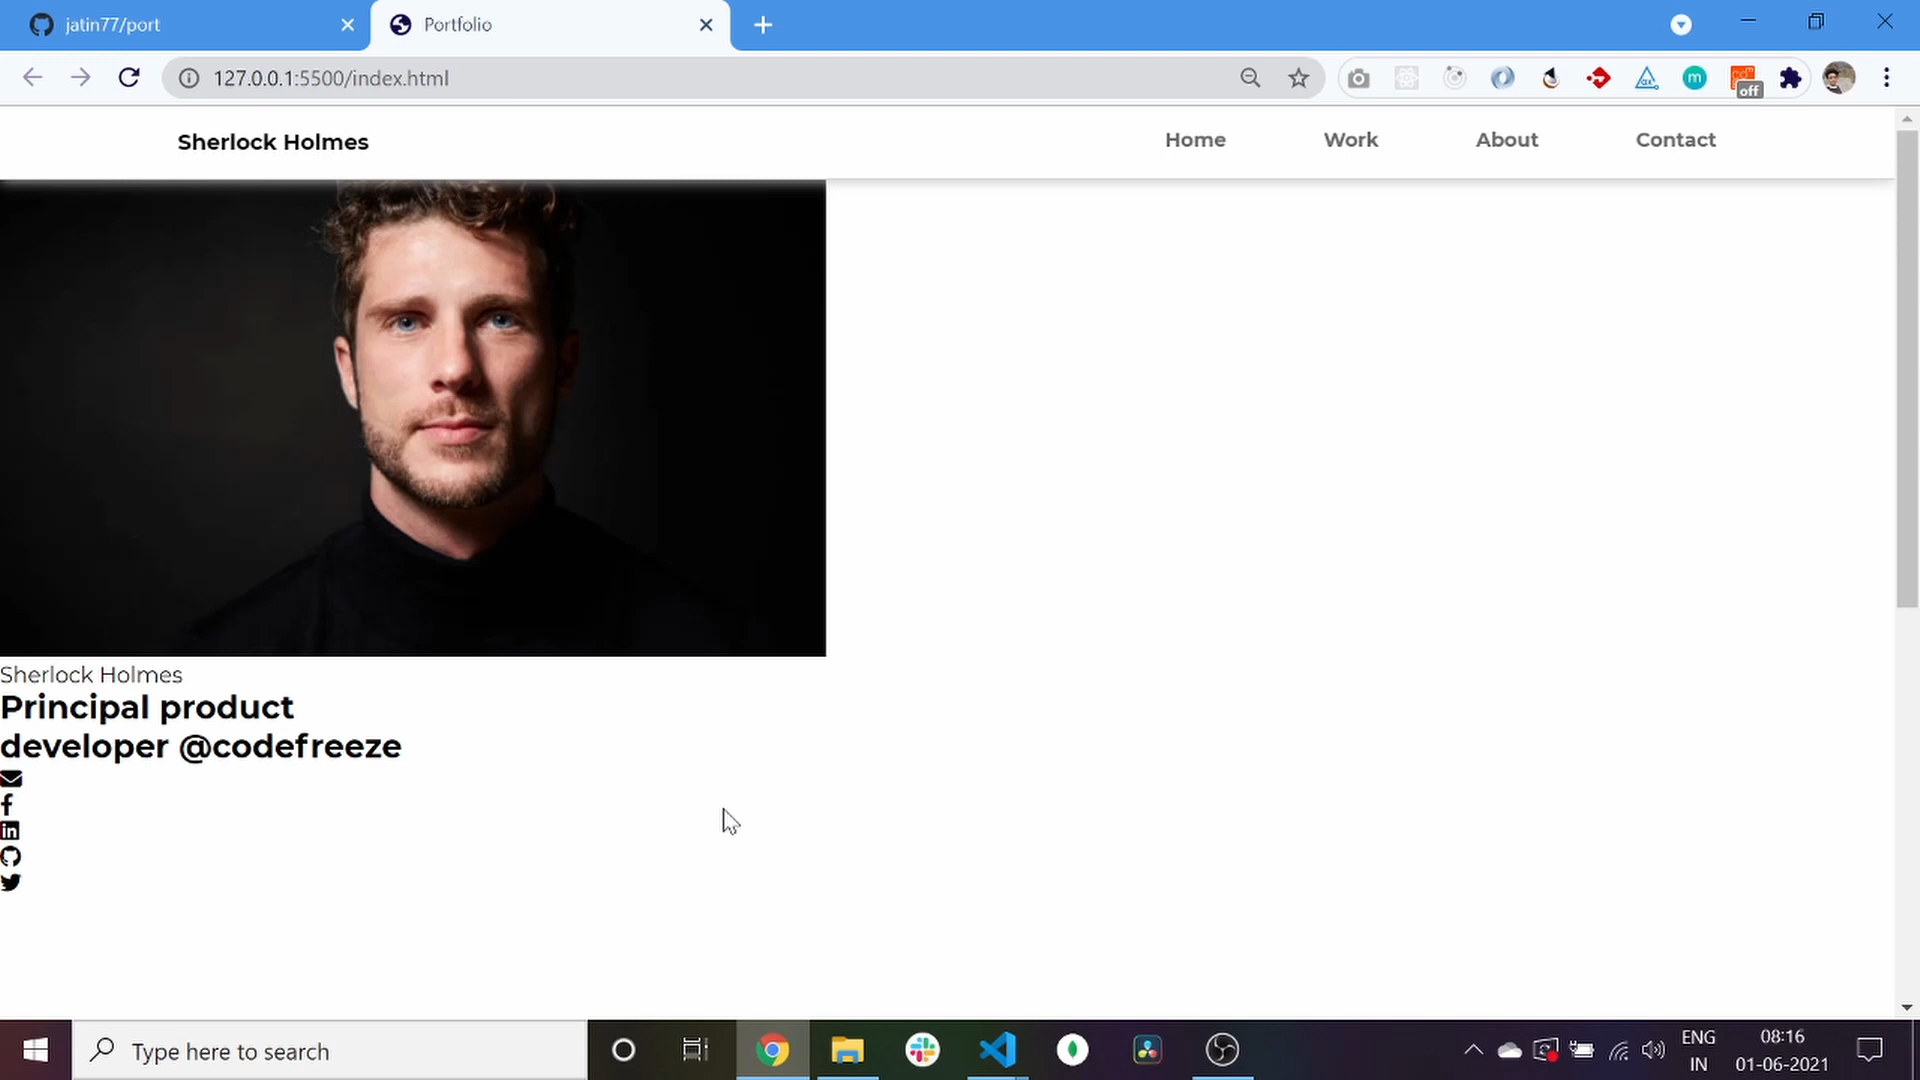 jatin77/port
Portfolio
127.0.0.1:5500/index.html
off
Sherlock Holmes
Home
Work
About
Contact
Sherlock Holmes
Principal product
developer @codefreeze
Type here to search
ENG
IN
08:16
01-06-2021